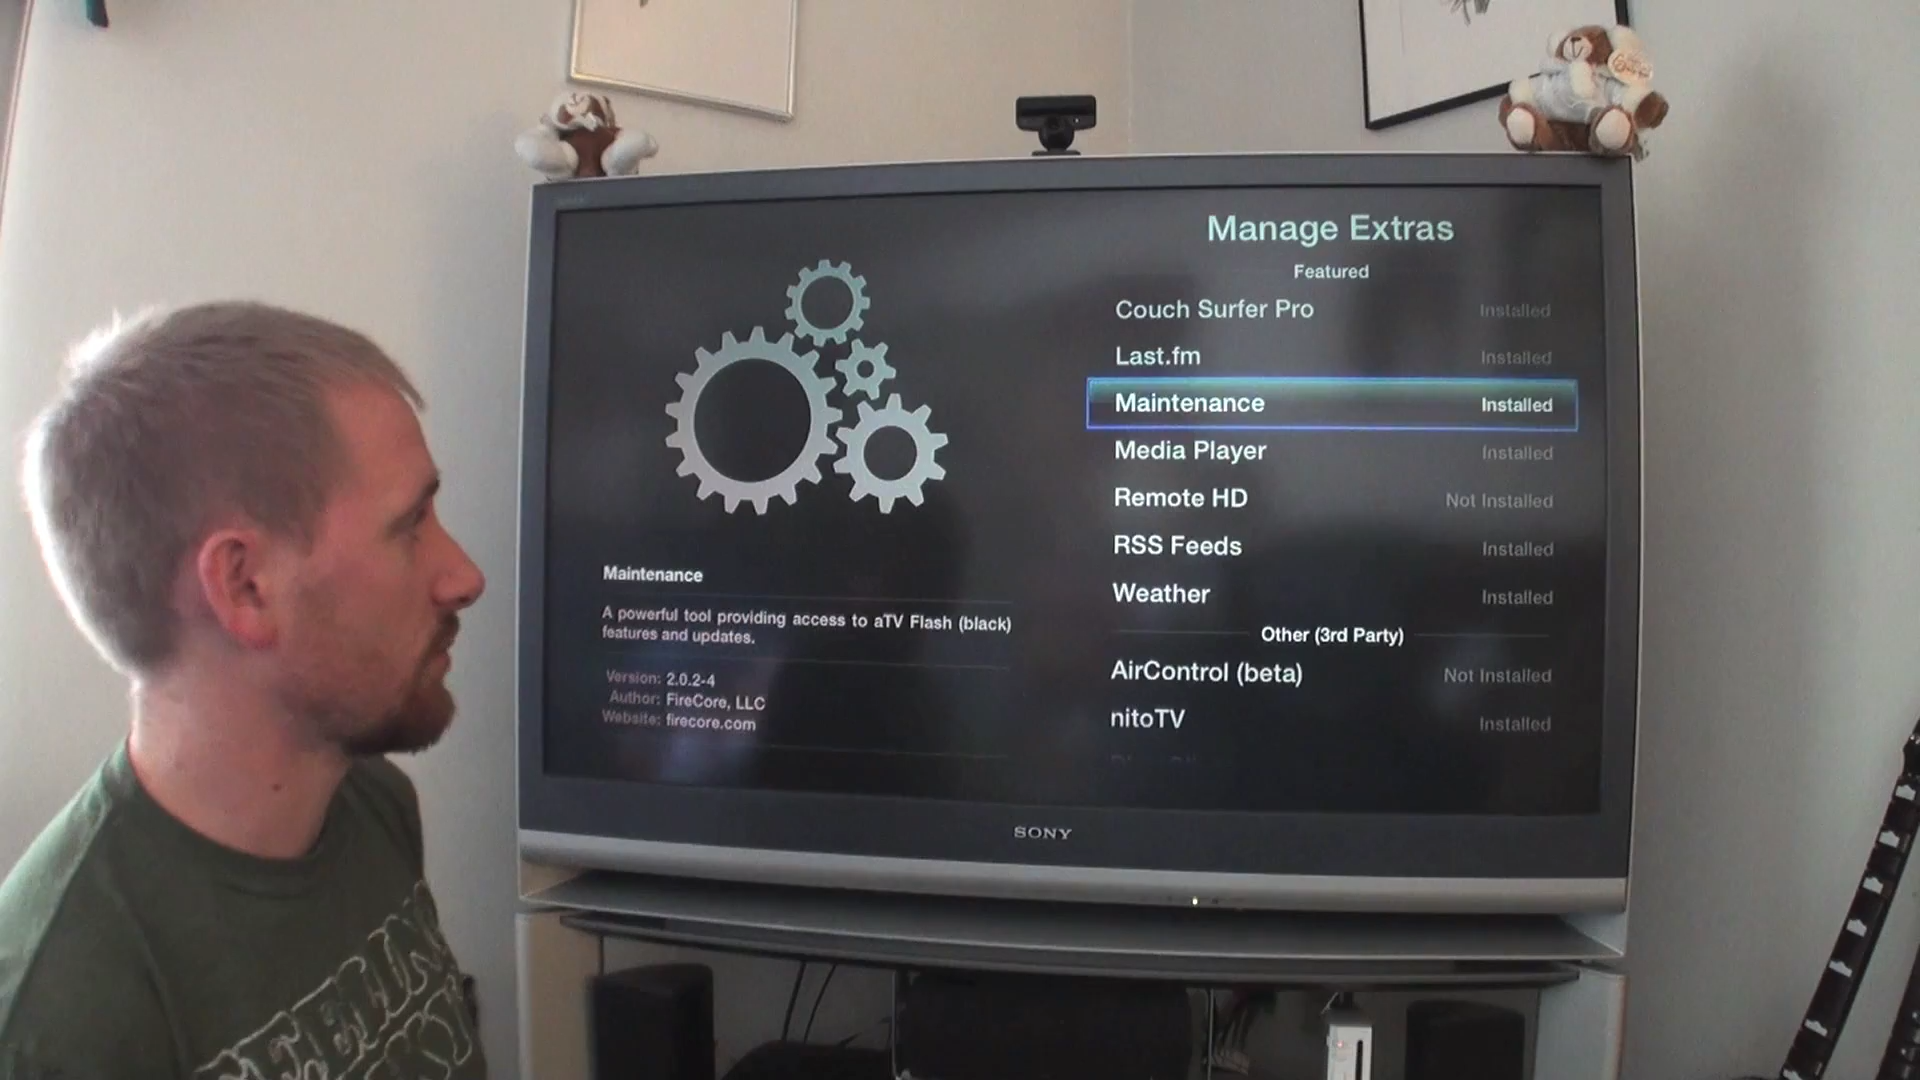 Manage Extras
Featured
Couch Surfer Pro Installed
Last.fm Installed
Maintenance Installed
Media Player Installed
Remote HD Not Installed
RSS Feeds Installed
Weather Installed
Other (3rd Party)
AirControl (beta) Not Installed
nitoTV Installed
Maintenance
A powerful tool providing access to aTV Flash (black)
features and updates.
Version: 2.0.2-4
Author: FireCore, LLC
Website: firecore.com
SONY